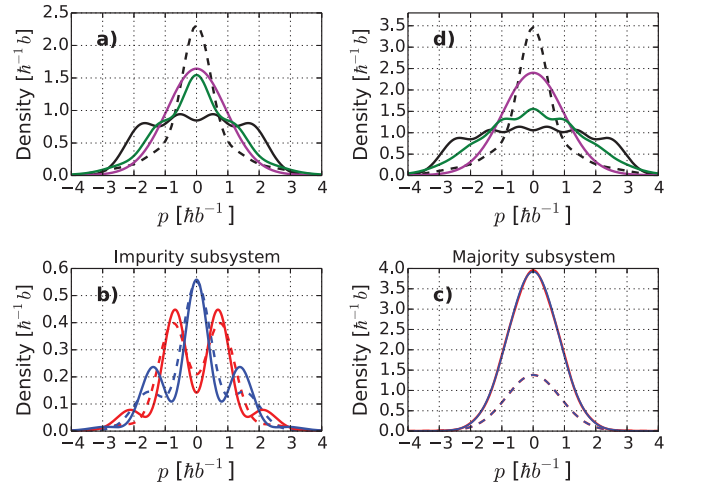 a)
Density [ħ⁻¹ b]
2.5
2.0
1.5
1.0
0.5
0.0
−4 −3 −2 −1 0 1 2 3 4
p [ħb⁻¹]
d)
Density [ħ⁻¹ b]
3.5
3.0
2.5
2.0
1.5
1.0
0.5
0.0
−4 −3 −2 −1 0 1 2 3 4
p [ħb⁻¹]
Impurity subsystem
b)
Density [ħ⁻¹ b]
0.6
0.5
0.4
0.3
0.2
0.1
0.0
−4 −3 −2 −1 0 1 2 3 4
p [ħb⁻¹]
Majority subsystem
c)
Density [ħ⁻¹ b]
4.0
3.5
3.0
2.5
2.0
1.5
1.0
0.5
0.0
−4 −3 −2 −1 0 1 2 3 4
p [ħb⁻¹]